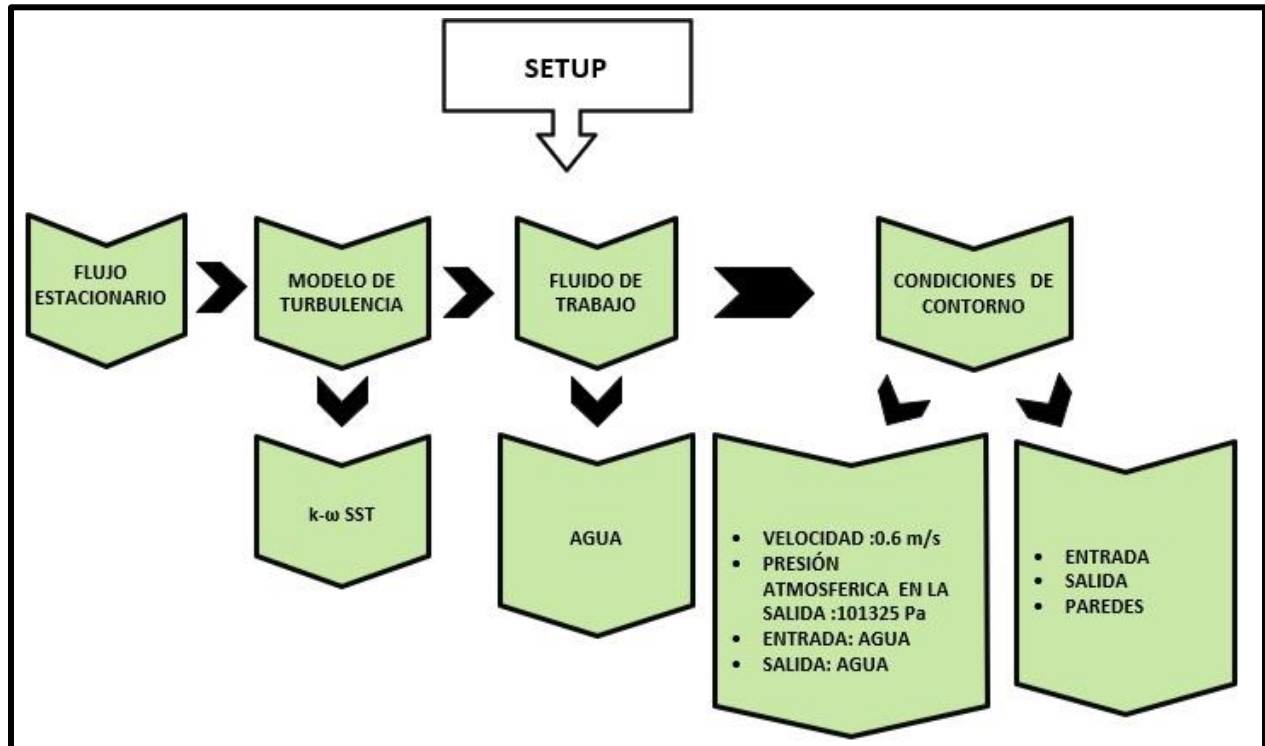 SETUP
FLUJO
ESTACIONARIO
MODELO DE
TURBULENCIA
FLUIDO DE
TRABAJO
CONDICIONES DE
CONTORNO
k-ω SST
AGUA
• VELOCIDAD :0.6 m/s
• PRESIÓN
ATMOSFERICA EN LA
SALIDA :101325 Pa
• ENTRADA: AGUA
• SALIDA: AGUA
• ENTRADA
• SALIDA
• PAREDES